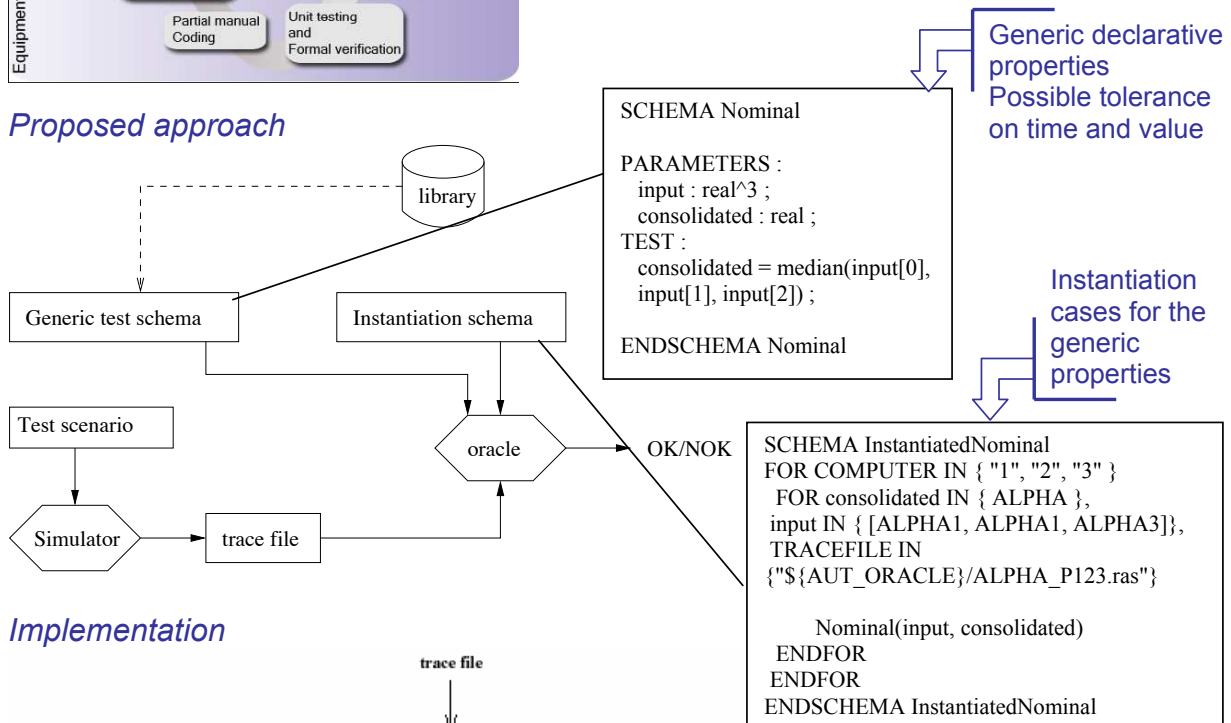 Equipmen
Partial manual
Coding
Unit testing
and
Formal verification
Generic declarative
properties
Possible tolerance
on time and value
Proposed approach
library
Generic test schema
Instantiation schema
Test scenario
oracle
OK/NOK
Simulator
trace file
SCHEMA Nominal
PARAMETERS :
input : real^3 ;
consolidated : real ;
TEST :
consolidated = median(input[0],
input[1], input[2]) ;
ENDSCHEMA Nominal
Instantiation
cases for the
generic
properties
SCHEMA InstantiatedNominal
FOR COMPUTER IN { "1", "2", "3" }
FOR consolidated IN { ALPHA },
input IN { [ALPHA1, ALPHA1, ALPHA3]},
TRACEFILE IN
{"${AUT_ORACLE}/ALPHA_P123.ras"}
Nominal(input, consolidated)
ENDFOR
ENDFOR
ENDSCHEMA InstantiatedNominal
Implementation
trace file